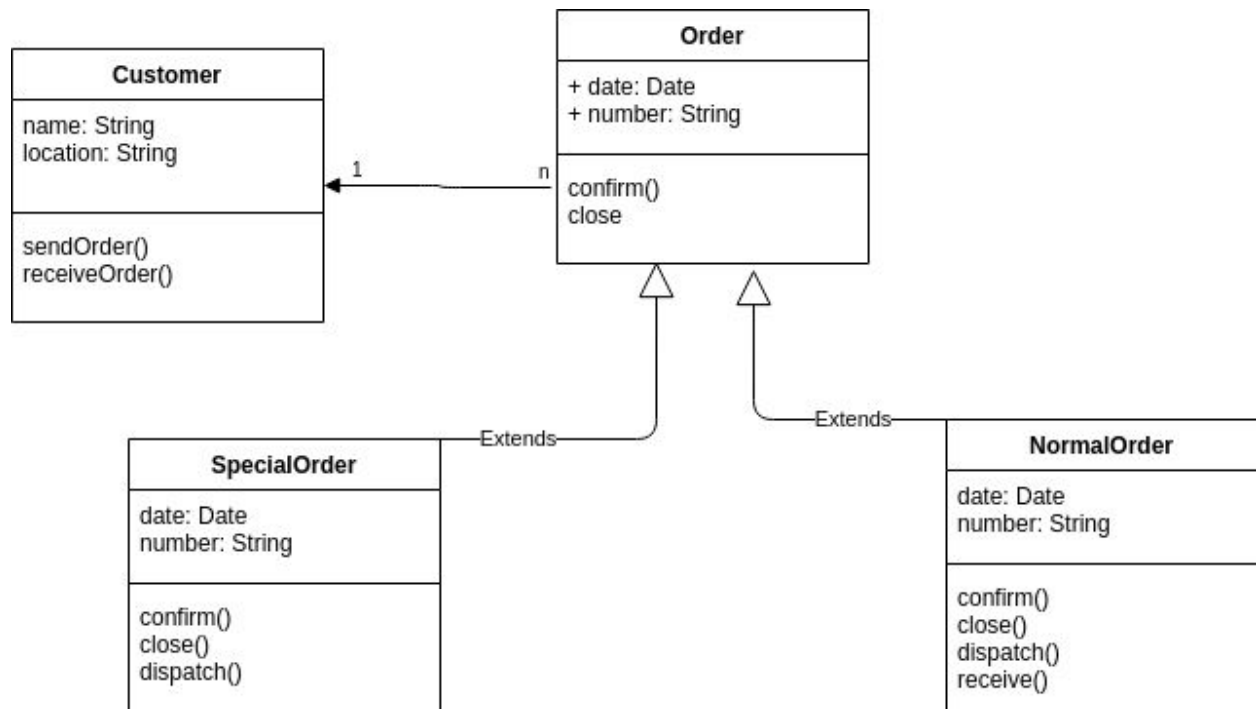 Customer
name: String
location: String
sendOrder()
receiveOrder()
1
n
Order
+ date: Date
+ number: String
confirm()
close
Extends
Extends
SpecialOrder
date: Date
number: String
confirm()
close()
dispatch()
NormalOrder
date: Date
number: String
confirm()
close()
dispatch()
receive()